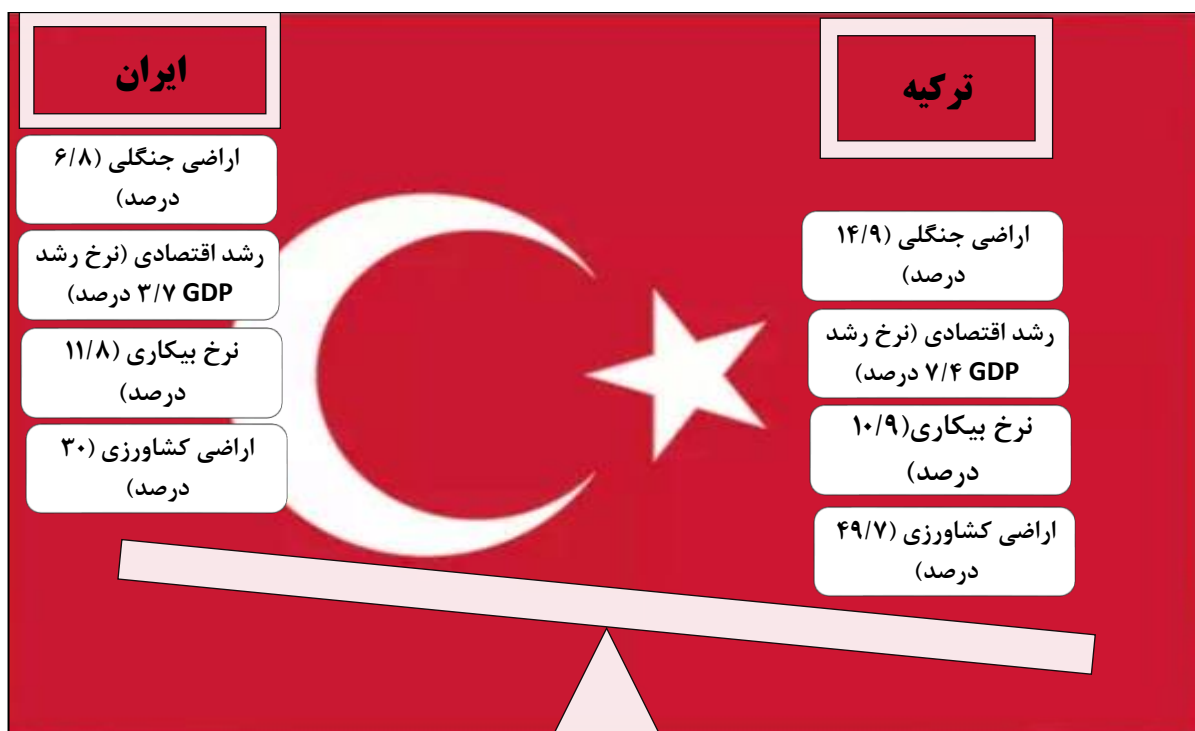 ترکیه
اراضی جنگلی (۱۴/۹
درصد)
رشد اقتصادی (نرخ رشد
GDP ۷/۴ درصد)
نرخ بیکاری(۱۰/۹
درصد)
اراضی کشاورزی (۴۹/۷
درصد)
ایران
اراضی جنگلی (۶/۸
درصد)
رشد اقتصادی (نرخ رشد
GDP ۳/۷ درصد)
نرخ بیکاری (۱۱/۸
درصد)
اراضی کشاورزی (۳۰
درصد)